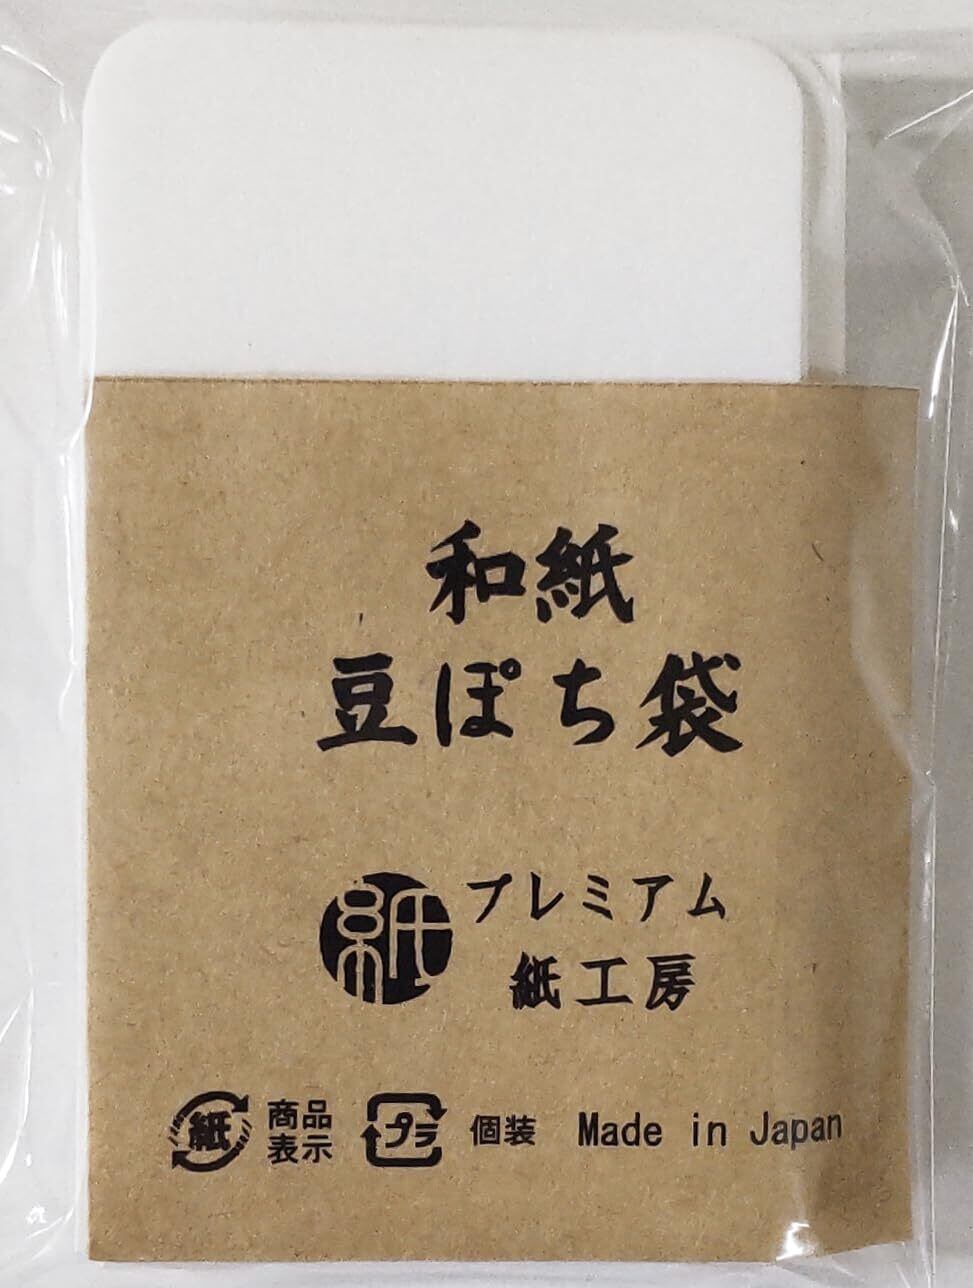 和紙
豆ぽち袋
紙 プレミアム
紙工房
紙 商品
表示
プラ 個装 Made in Japan